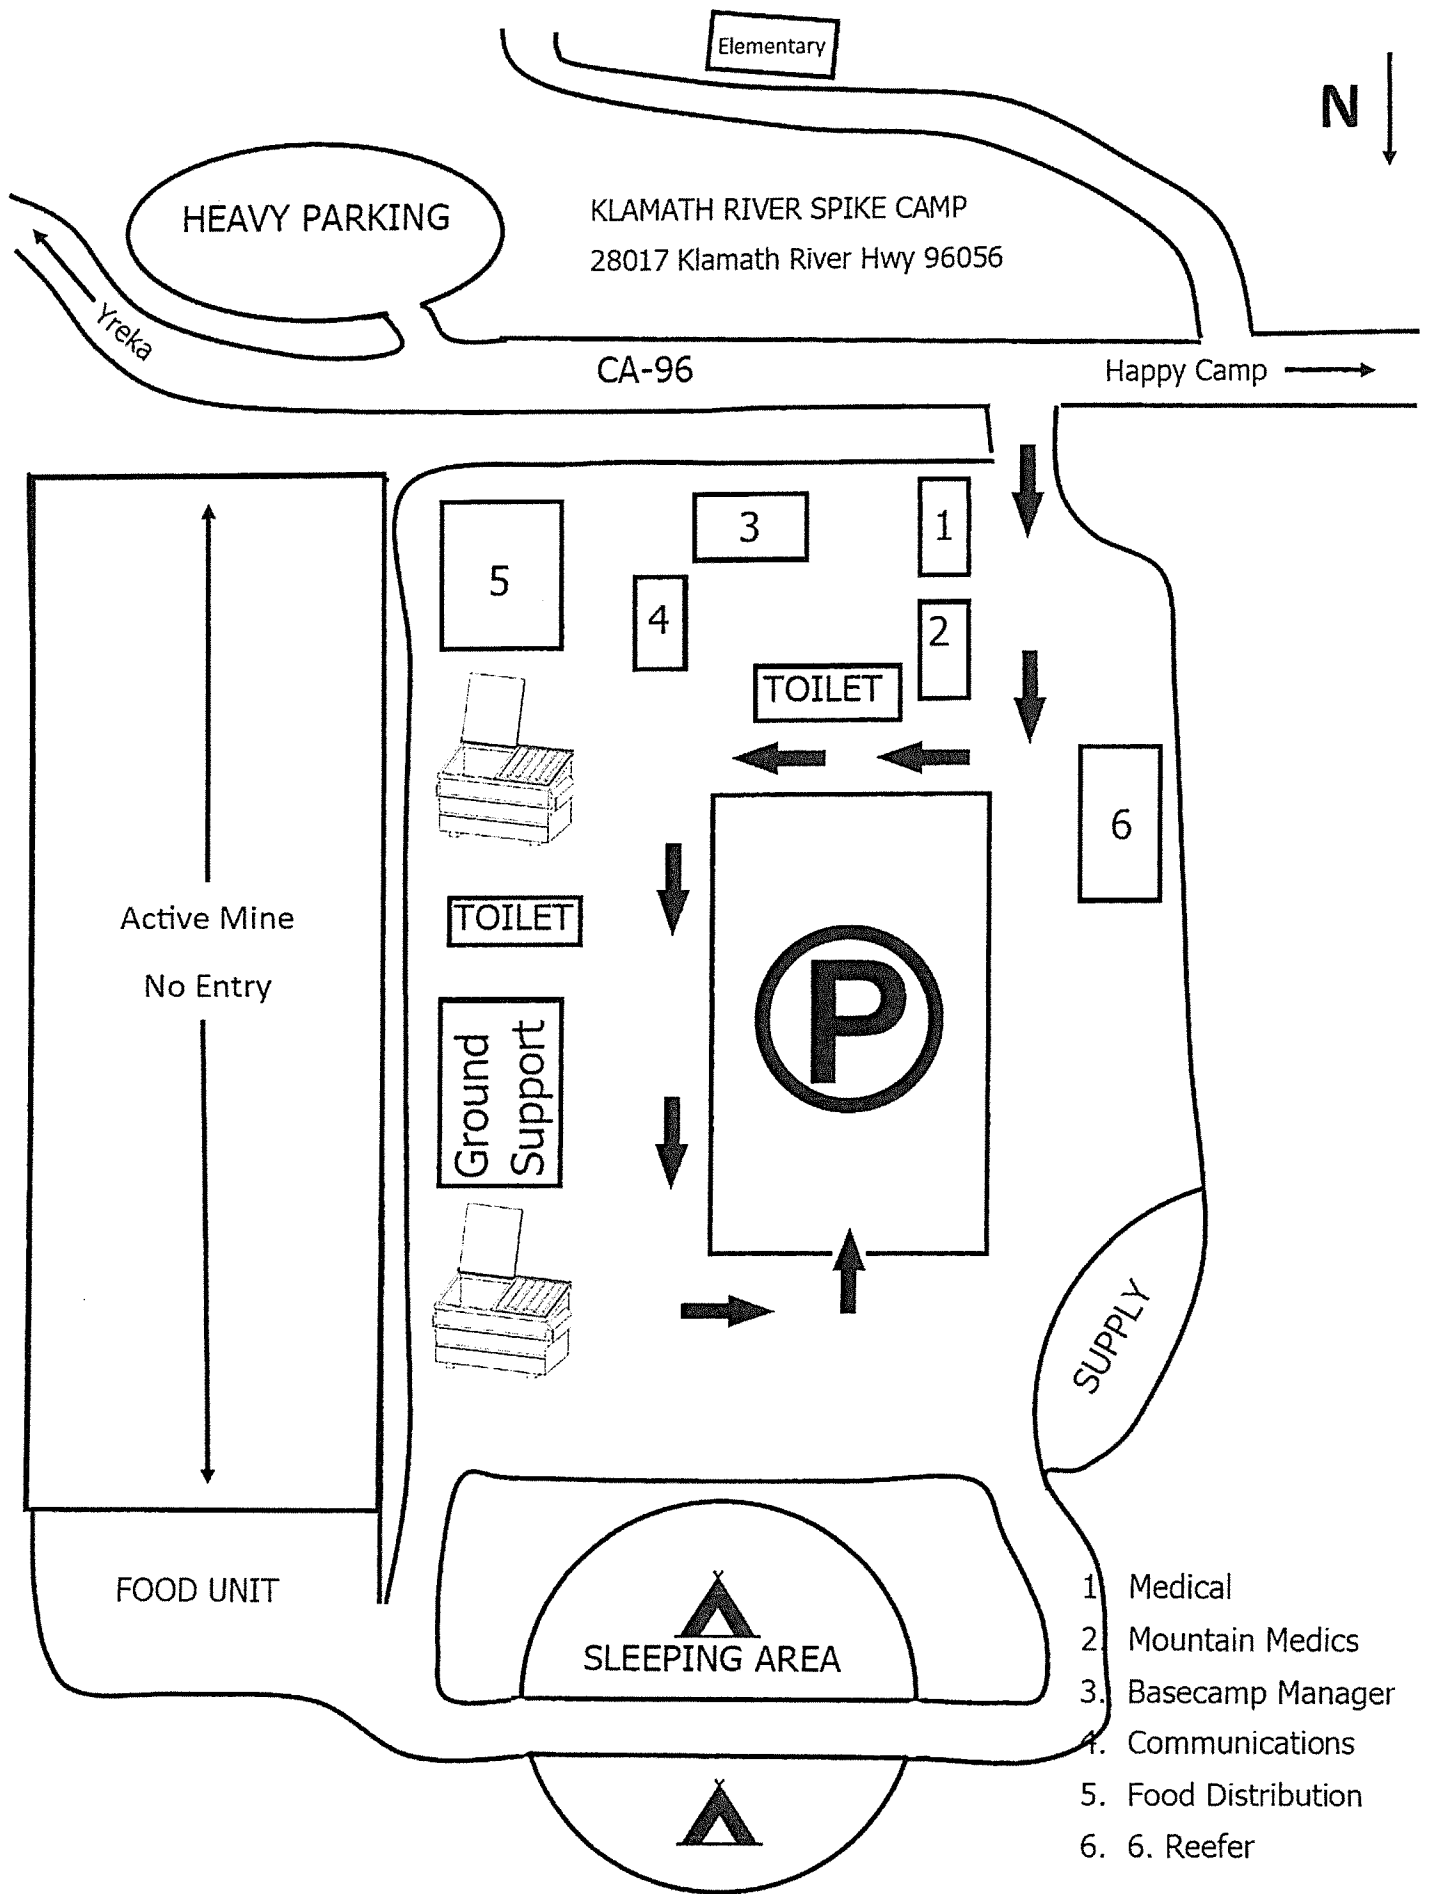 Elementary
N
HEAVY PARKING
KLAMATH RIVER SPIKE CAMP
28017 Klamath River Hwy 96056
Yreka
CA-96
Happy Camp
1
3
5
4
2
TOILET
6
Active Mine
No Entry
TOILET
P
Ground
Support
SUPPLY
FOOD UNIT
SLEEPING AREA
1. Medical
2. Mountain Medics
3. Basecamp Manager
4. Communications
5. Food Distribution
6. 6. Reefer